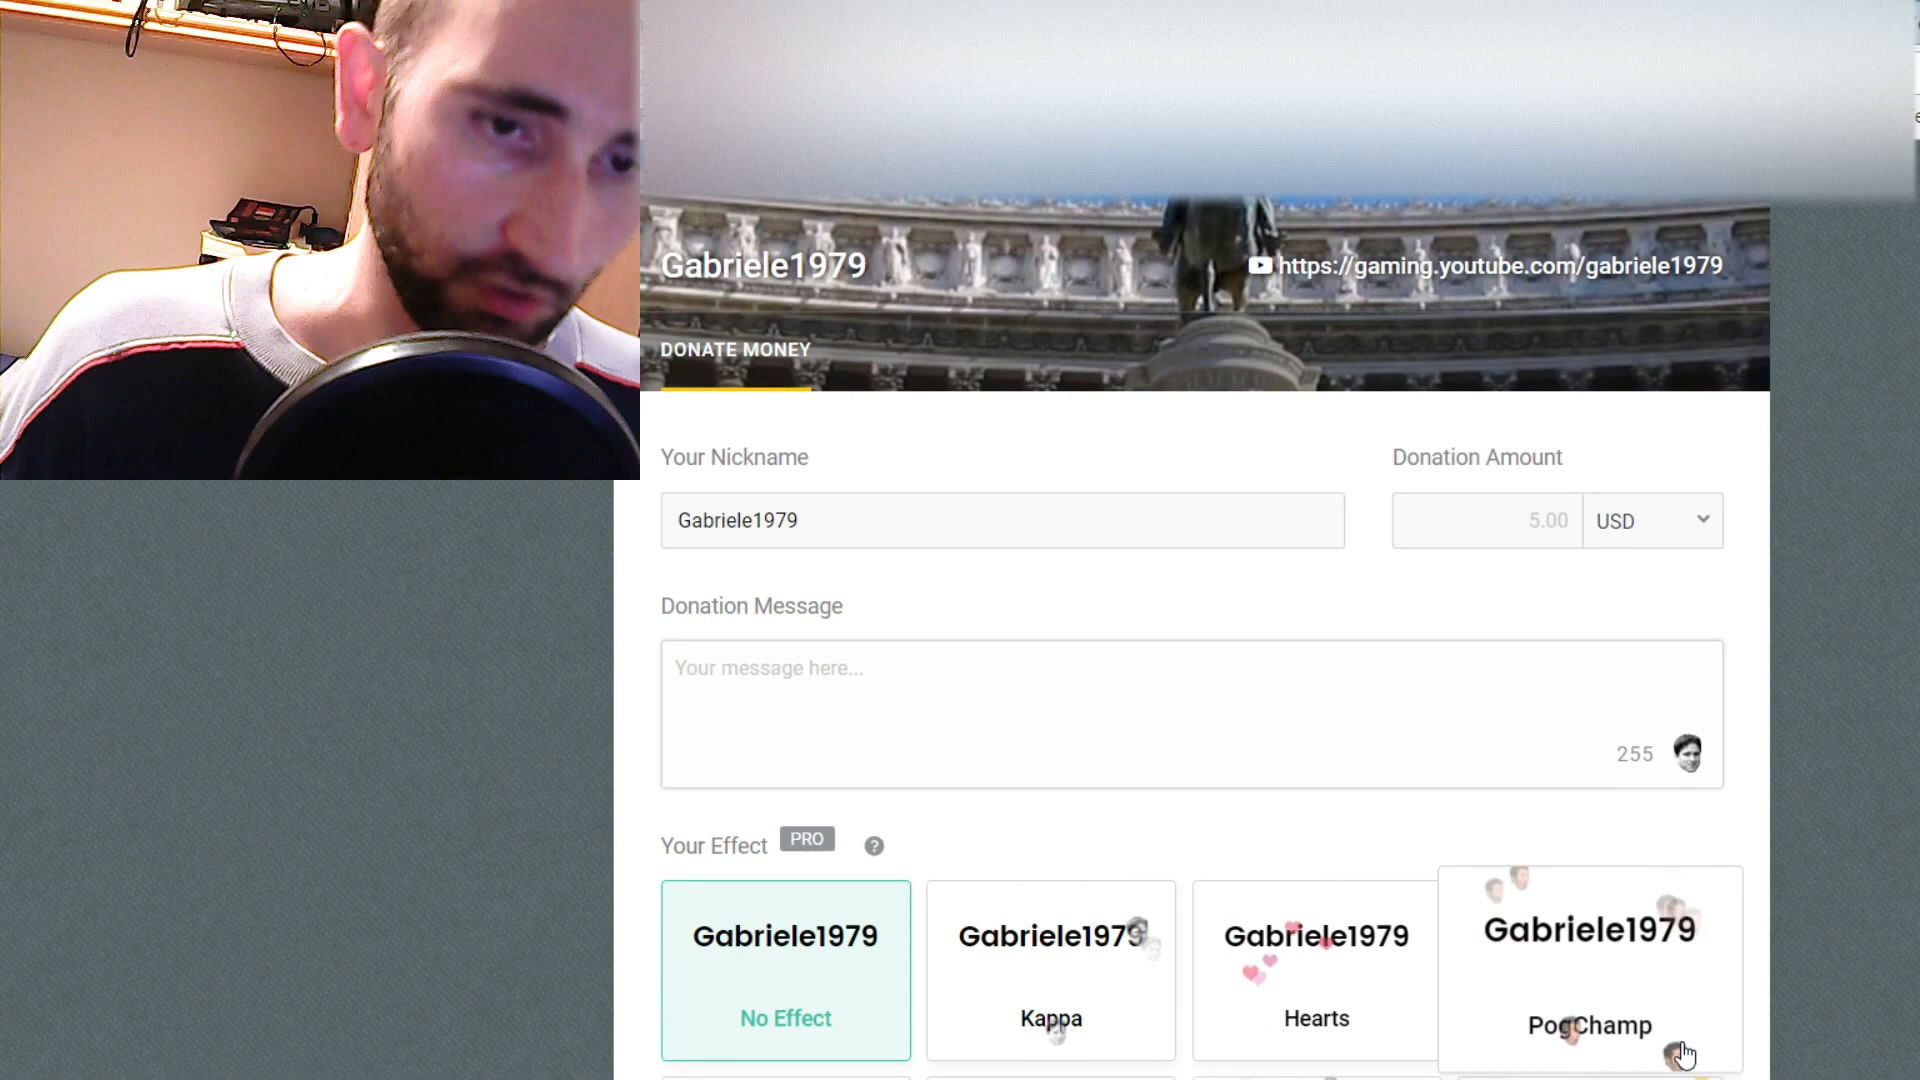 Gabriele1979
https://gaming.youtube.com/gabriele1979
DONATE MONEY
Your Nickname
Donation Amount
Gabriele1979
5.00
USD
Donation Message
Your message here...
255
Your Effect PRO ?
Gabriele1979
Gabriele1979
Gabriele1979
Gabriele1979
No Effect
Kappa
Hearts
PogChamp